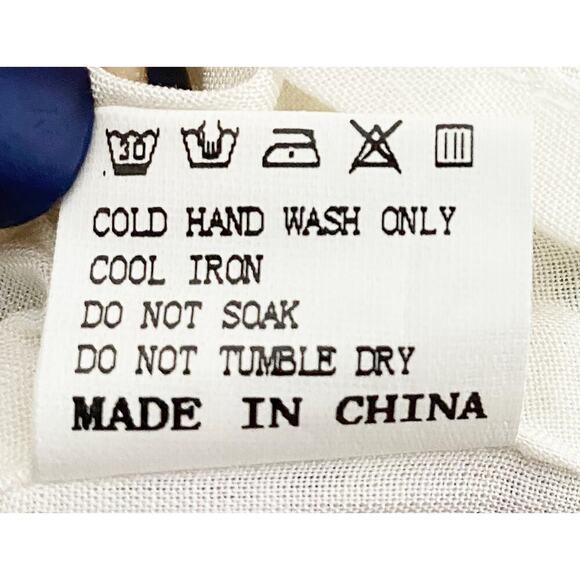 30
COLD HAND WASH ONLY
COOL IRON
DO NOT SOAK
DO NOT TUMBLE DRY
MADE IN CHINA